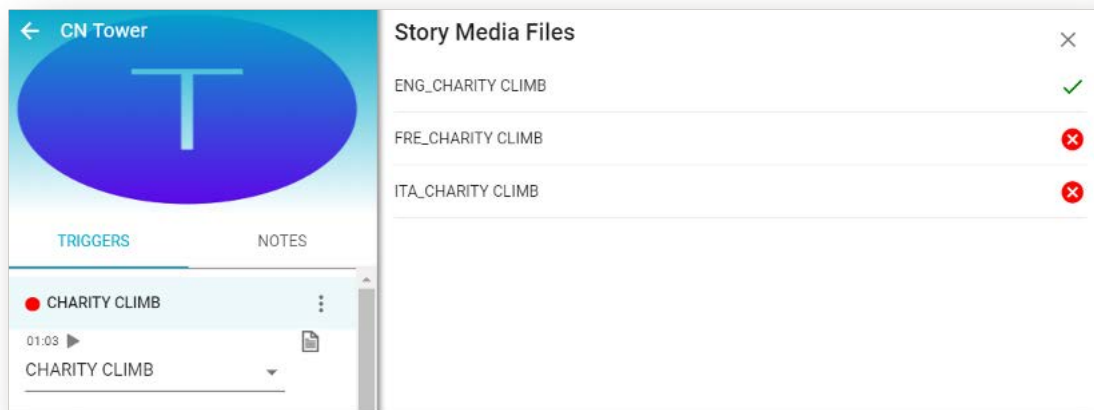 CN Tower
T
TRIGGERS NOTES
CHARITY CLIMB
01:03
CHARITY CLIMB
Story Media Files
ENG_CHARITY CLIMB
FRE_CHARITY CLIMB
ITA_CHARITY CLIMB